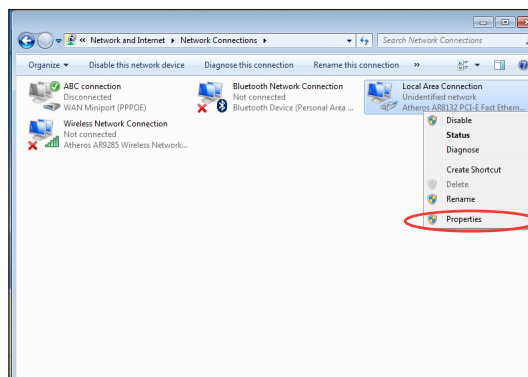 « Network and Internet ▸ Network Connections ▸
Search Network Connections
Organize ▾ Disable this network device Diagnose this connection Rename this connection »
ABC connection
Disconnected
WAN Miniport (PPPOE)
Bluetooth Network Connection
Not connected
Bluetooth Device (Personal Area ...
Local Area Connection
Unidentified network
Atheros AR8132 PCI-E Fast Ethern...
Wireless Network Connection
Not connected
Atheros AR9285 Wireless Network...
Disable
Status
Diagnose
Create Shortcut
Delete
Rename
Properties